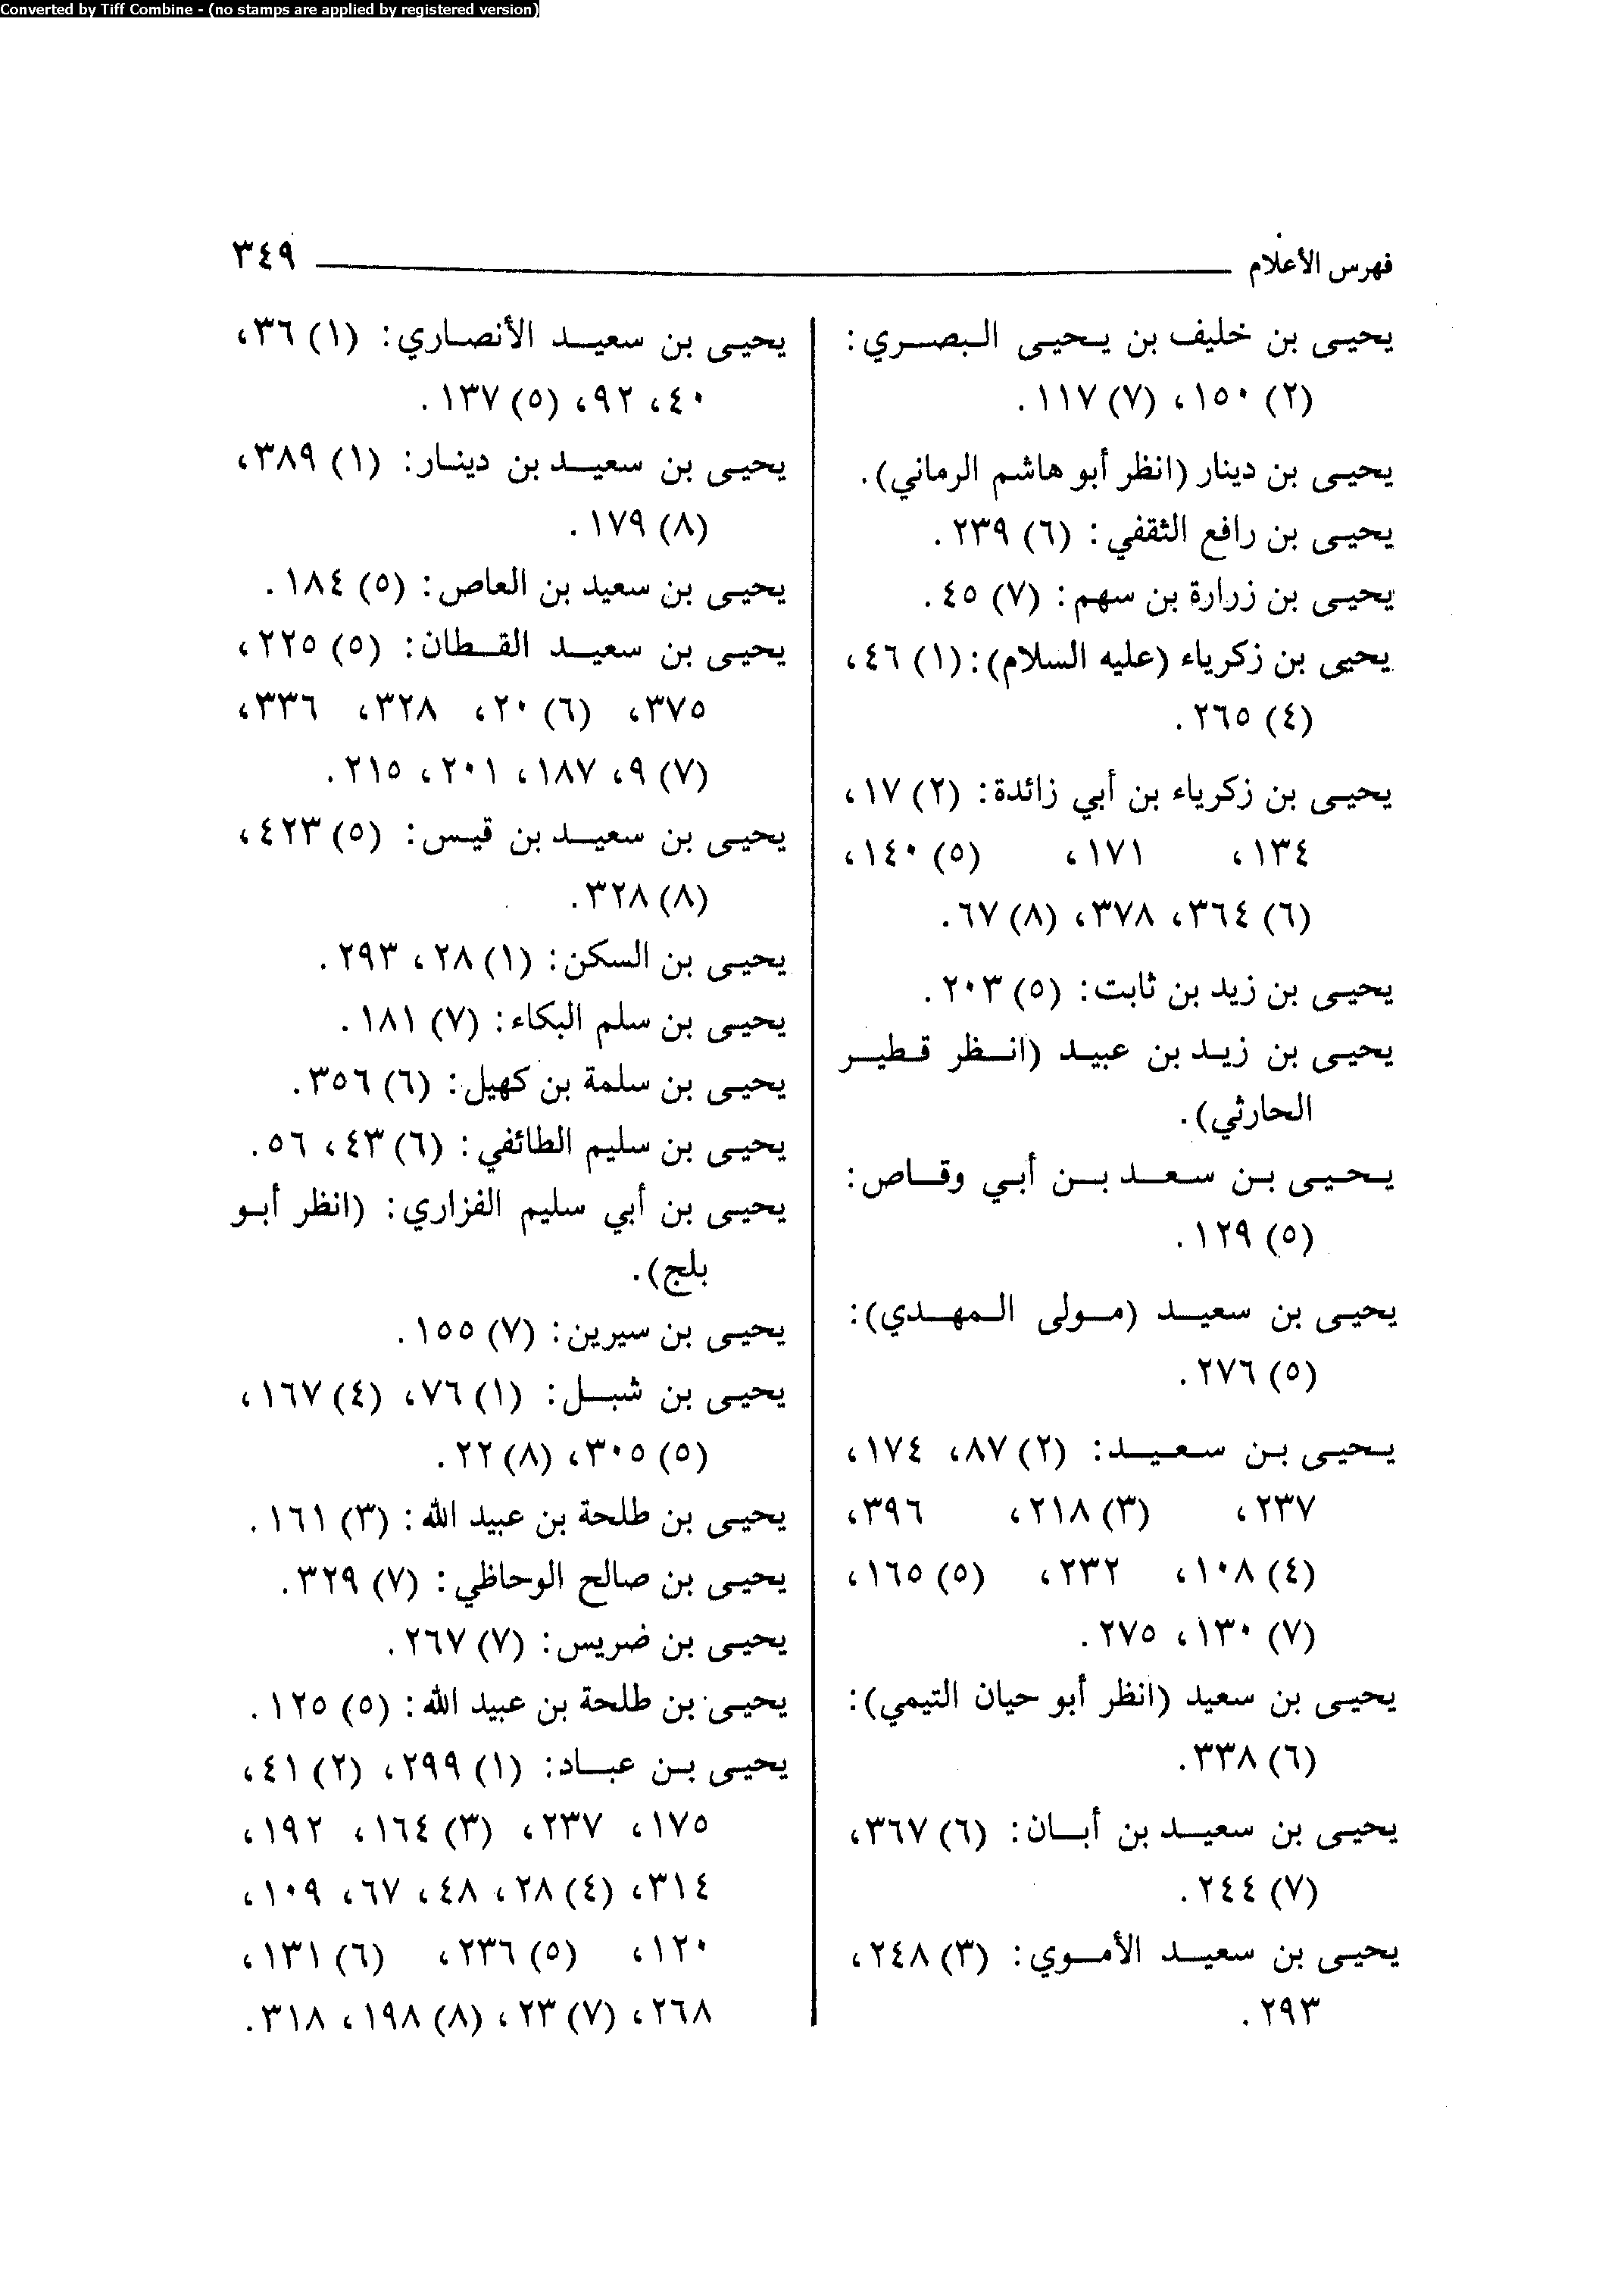 Converted by Tiff Combine - (no stamps are applied by registered version)
فهرس الأعلام ٣٤٩
يحيى بن خليف بن يحيى البصري:
(٢) ١٥٠، (٧) ١١٧.
يحيى بن دينار (انظر أبو هاشم الرماني).
يحيى بن رافع الثقفي: (٦) ٢٣٩.
يحيى بن زرارة بن سهم: (٧) ٤٥.
يحيى بن زكرياء (عليه السلام): (١) ٤٦،
(٤) ٢٦٥.
يحيى بن زكرياء بن أبي زائدة: (٢) ١٧،
١٣٤، ١٧١، (٥) ١٤٠،
(٦) ٣٦٤، ٣٧٨، (٨) ٦٧.
يحيى بن زيد بن ثابت: (٥) ٢٠٣.
يحيى بن زيد بن عبيد (انظر قطير
الحارثي).
يحيى بن سعد بن أبي وقاص:
(٥) ١٢٩.
يحيى بن سعيد (مولى المهدي):
(٥) ٢٧٦.
يحيى بن سعيد: (٢) ٨٧، ١٧٤،
٢٣٧، (٣) ٢١٨، ٣٩٦،
(٤) ١٠٨، ٢٣٢، (٥) ١٦٥،
(٧) ١٣٠، ٢٧٥.
يحيى بن سعيد (انظر أبو حيان التيمي):
(٦) ٣٣٨.
يحيى بن سعيد بن أبان: (٦) ٣٦٧،
(٧) ٢٤٤.
يحيى بن سعيد الأموي: (٣) ٢٤٨،
٢٩٣.
يحيى بن سعيد الأنصاري: (١) ٣٦،
٤٠، ٩٢، (٥) ١٣٧.
يحيى بن سعيد بن دينار: (١) ٣٨٩،
(٨) ١٧٩.
يحيى بن سعيد بن العاص: (٥) ١٨٤.
يحيى بن سعيد القطان: (٥) ٢٢٥،
٣٧٥، (٦) ٢٠، ٣٢٨، ٣٣٦،
(٧) ٩، ١٨٧، ٢٠١، ٢١٥.
يحيى بن سعيد بن قيس: (٥) ٤٢٣،
(٨) ٣٢٨.
يحيى بن السكن: (١) ٢٨، ٢٩٣.
يحيى بن سلم البكاء: (٧) ١٨١.
يحيى بن سلمة بن كهيل: (٦) ٣٥٦.
يحيى بن سليم الطائفي: (٦) ٤٣، ٥٦.
يحيى بن أبي سليم الفزاري: (انظر أبو
بلج).
يحيى بن سيرين: (٧) ١٥٥.
يحيى بن شبل: (١) ٧٦، (٤) ١٦٧،
(٥) ٣٠٥، (٨) ٢٢.
يحيى بن طلحة بن عبيد الله: (٣) ١٦١.
يحيى بن صالح الوحاظي: (٧) ٣٢٩.
يحيى بن ضريس: (٧) ٢٦٧.
يحيى بن طلحة بن عبيد الله: (٥) ١٢٥.
يحيى بن عباد: (١) ٢٩٩، (٢) ٤١،
١٧٥، ٢٣٧، (٣) ١٦٤، ١٩٢،
٣١٤، (٤) ٢٨، ٤٨، ٦٧، ١٠٩،
١٢٠، (٥) ٢٣٦، (٦) ١٣١،
٢٦٨، (٧) ٢٣، (٨) ١٩٨، ٣١٨.